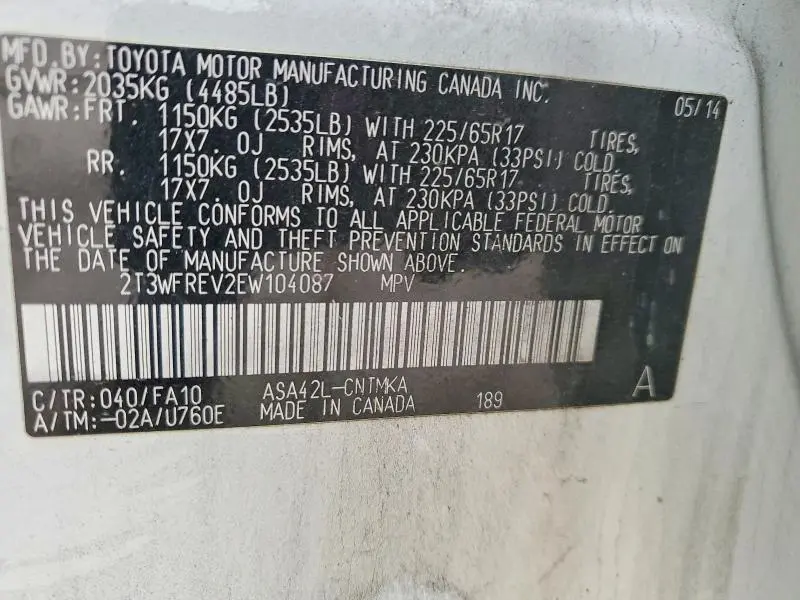 MFD.BY:TOYOTA MOTOR MANUFACTURING CANADA INC.
GVWR:2035KG (4485LB) 05/14
GAWR:FRT. 1150KG (2535LB) WITH 225/65R17 TIRES,
17X7.0J RIMS, AT 230KPA (33PSI) COLD
RR. 1150KG (2535LB) WITH 225/65R17 TIRES,
17X7.0J RIMS, AT 230KPA (33PSI) COLD.
THIS VEHICLE CONFORMS TO ALL APPLICABLE FEDERAL MOTOR
VEHICLE SAFETY AND THEFT PREVENTION STANDARDS IN EFFECT ON
THE DATE OF MANUFACTURE SHOWN ABOVE.
2T3WFREV2EW104087 MPV
C/TR:040/FA10 ASA42L-CNTMKA A
A/TM:-02A/U760E MADE IN CANADA 189